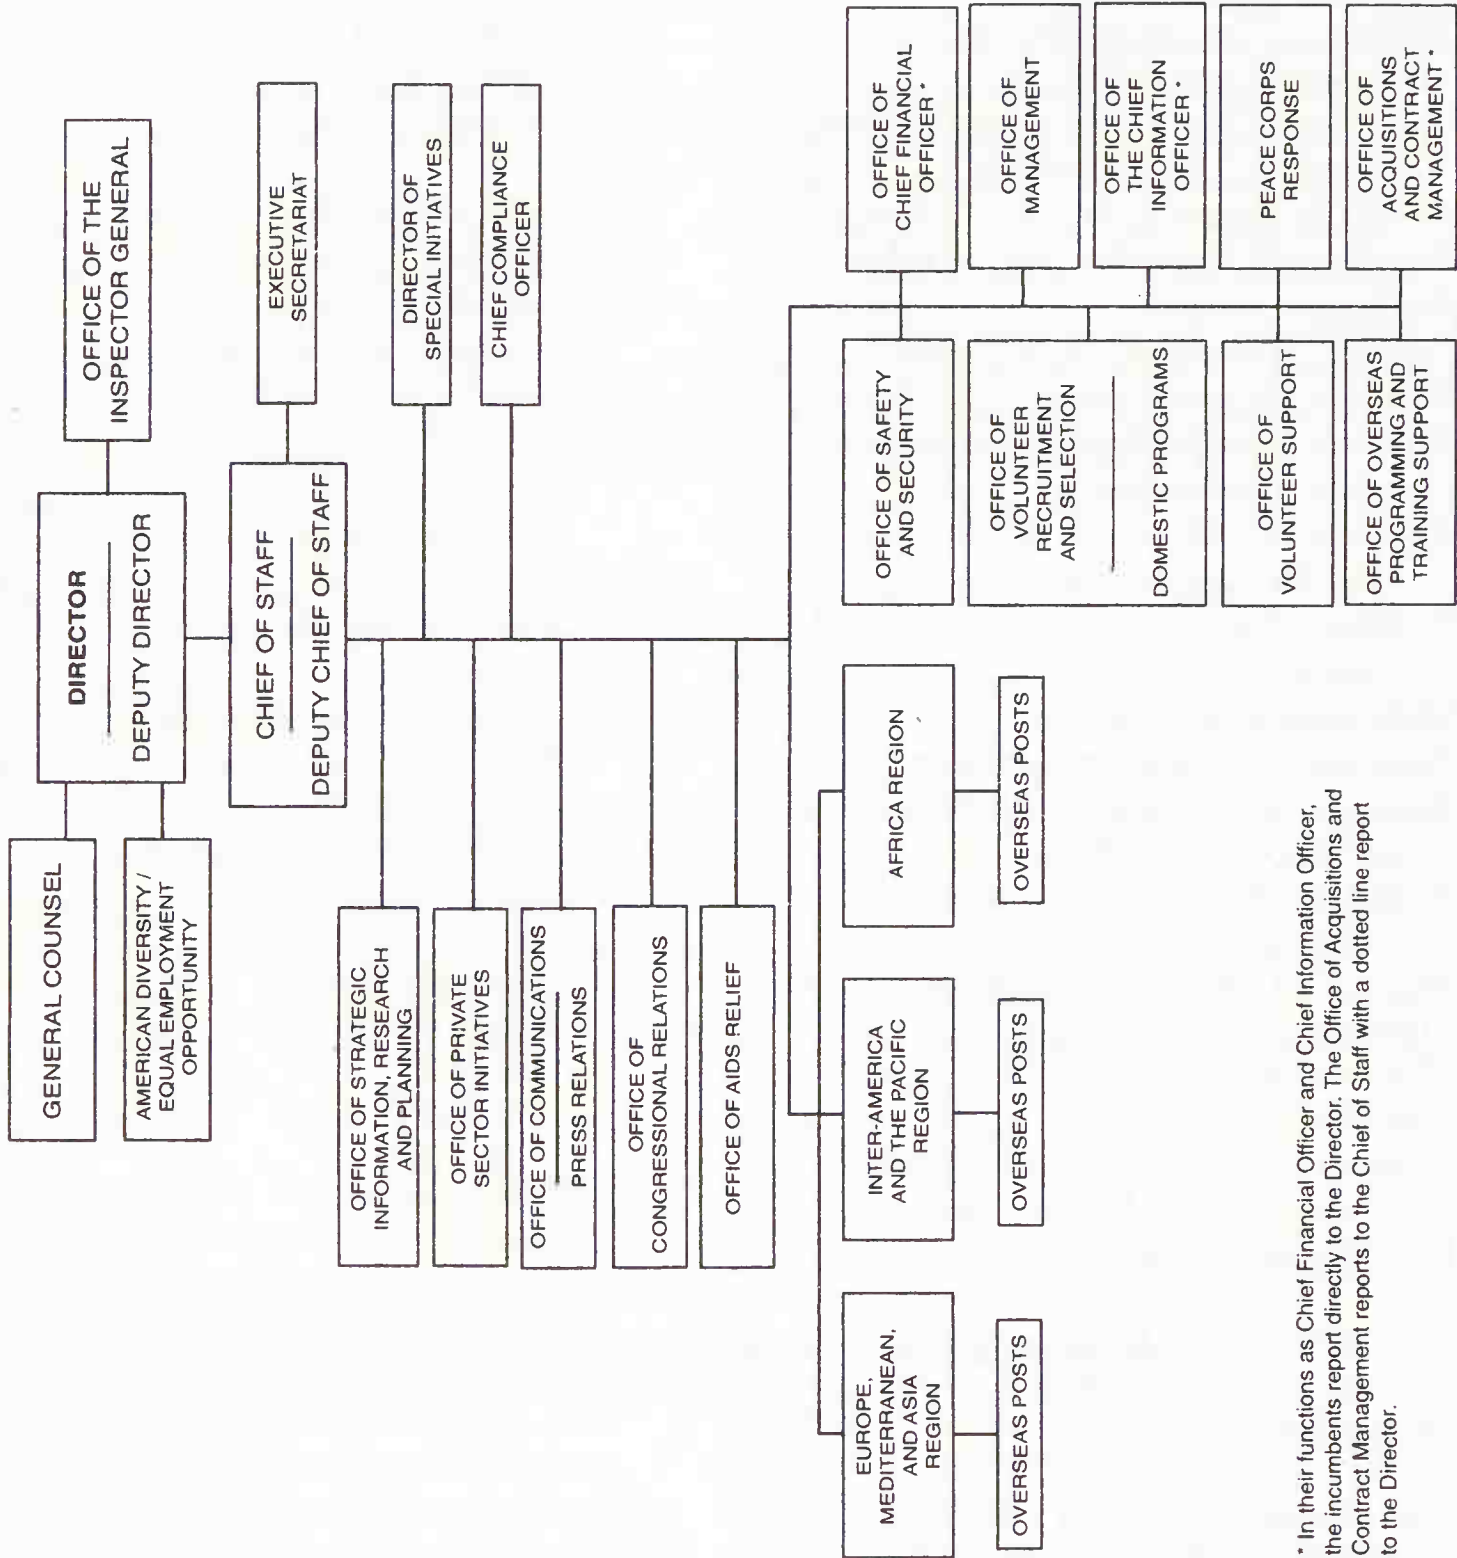 GENERAL COUNSEL
AMERICAN DIVERSITY /
EQUAL EMPLOYMENT
OPPORTUNITY
DIRECTOR
DEPUTY DIRECTOR
OFFICE OF THE
INSPECTOR GENERAL
CHIEF OF STAFF
DEPUTY CHIEF OF STAFF
EXECUTIVE
SECRETARIAT
OFFICE OF STRATEGIC
INFORMATION, RESEARCH
AND PLANNING
OFFICE OF PRIVATE
SECTOR INITIATIVES
OFFICE OF COMMUNICATIONS
PRESS RELATIONS
OFFICE OF
CONGRESSIONAL RELATIONS
OFFICE OF AIDS RELIEF
DIRECTOR OF
SPECIAL INITIATIVES
CHIEF COMPLIANCE
OFFICER
EUROPE,
MEDITERRANEAN,
AND ASIA
REGION
OVERSEAS POSTS
INTER-AMERICA
AND THE PACIFIC
REGION
OVERSEAS POSTS
AFRICA REGION
OVERSEAS POSTS
OFFICE OF SAFETY
AND SECURITY
OFFICE OF
VOLUNTEER
RECRUITMENT
AND SELECTION
DOMESTIC PROGRAMS
OFFICE OF
VOLUNTEER SUPPORT
OFFICE OF OVERSEAS
PROGRAMMING AND
TRAINING SUPPORT
OFFICE OF
CHIEF FINANCIAL
OFFICER *
OFFICE OF
MANAGEMENT
OFFICE OF
THE CHIEF
INFORMATION
OFFICER *
PEACE CORPS
RESPONSE
OFFICE OF
ACQUISITIONS
AND CONTRACT
MANAGEMENT *
* In their functions as Chief Financial Officer and Chief Information Officer,
the incumbents report directly to the Director. The Office of Acquisitions and
Contract Management reports to the Chief of Staff with a dotted line report
to the Director.